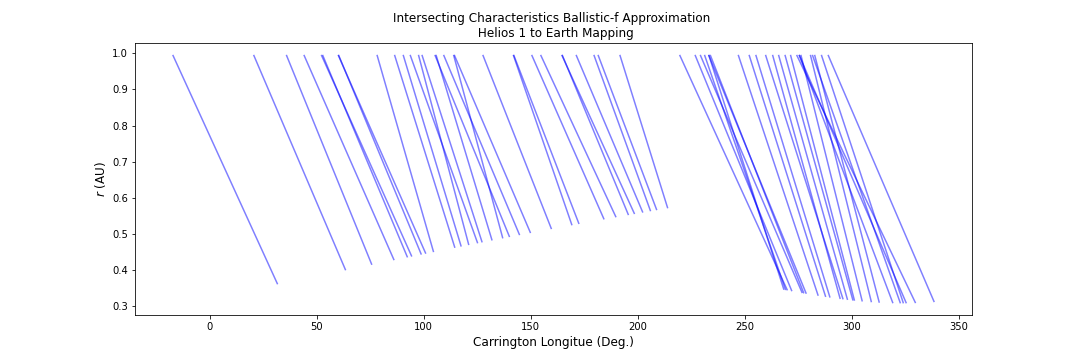 Intersecting Characteristics Ballistic-f Approximation
Helios 1 to Earth Mapping
r (AU)
1.0
0.9
0.8
0.7
0.6
0.5
0.4
0.3
0 50 100 150 200 250 300 350
Carrington Longitue (Deg.)